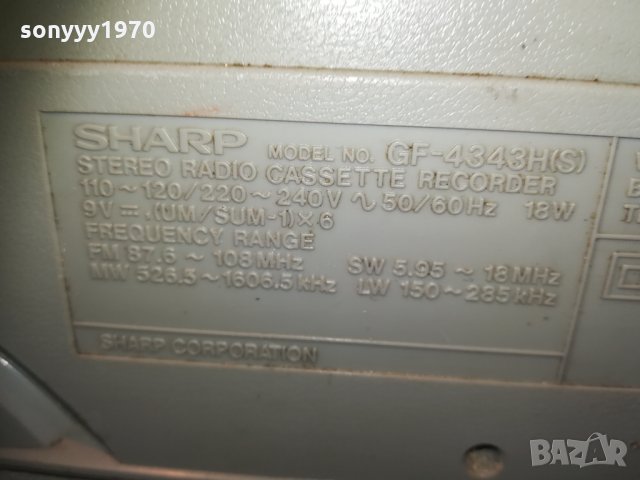 sonyyy1970
SHARP MODEL NO. GF-4343H(S)
STEREO RADIO CASSETTE RECORDER
110~120/220~240V ∿ 50/60Hz 18W
9V ⎓ (UM/SUM-1)×6
FREQUENCY RANGE
FM 87.6 ~ 108MHz SW 5.95 ~ 18MHz
MW 526.5~1606.5kHz LW 150~285kHz
SHARP CORPORATION
BAZAR